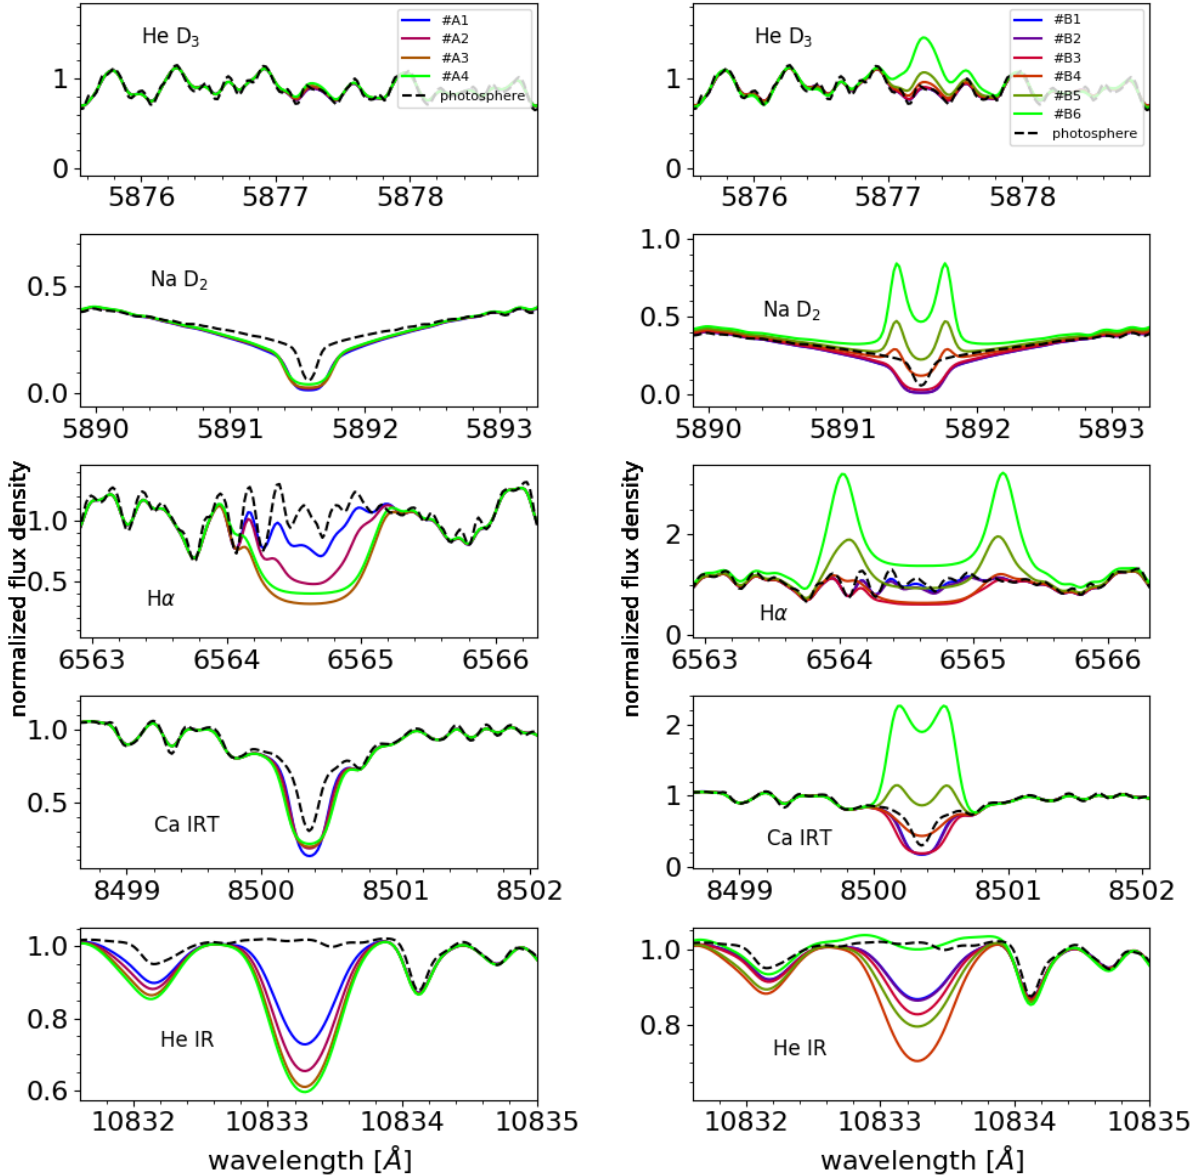 He D3
#A1
#A2
#A3
#A4
photosphere
1
0
5876 5877 5878
He D3
#B1
#B2
#B3
#B4
#B5
#B6
photosphere
1
0
5876 5877 5878
Na D2
0.5
0.0
5890 5891 5892 5893
Na D2
1.0
0.5
0.0
5890 5891 5892 5893
normalized flux density
Hα
1.0
0.5
6563 6564 6565 6566
normalized flux density
Hα
2
0
6563 6564 6565 6566
Ca IRT
1.0
0.5
8499 8500 8501 8502
Ca IRT
2
1
0
8499 8500 8501 8502
He IR
1.0
0.8
0.6
10832 10833 10834 10835
wavelength [Å]
He IR
1.0
0.8
10832 10833 10834 10835
wavelength [Å]